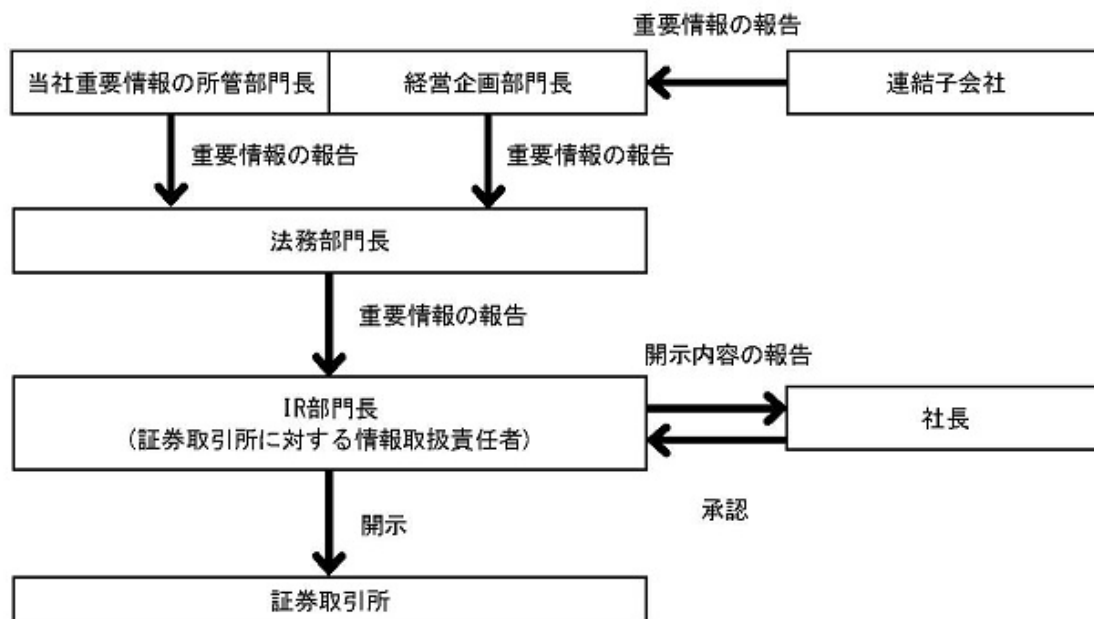 重要情報の報告
当社重要情報の所管部門長
経営企画部門長
連結子会社
重要情報の報告
重要情報の報告
法務部門長
重要情報の報告
開示内容の報告
IR部門長
(証券取引所に対する情報取扱責任者)
社長
承認
開示
証券取引所